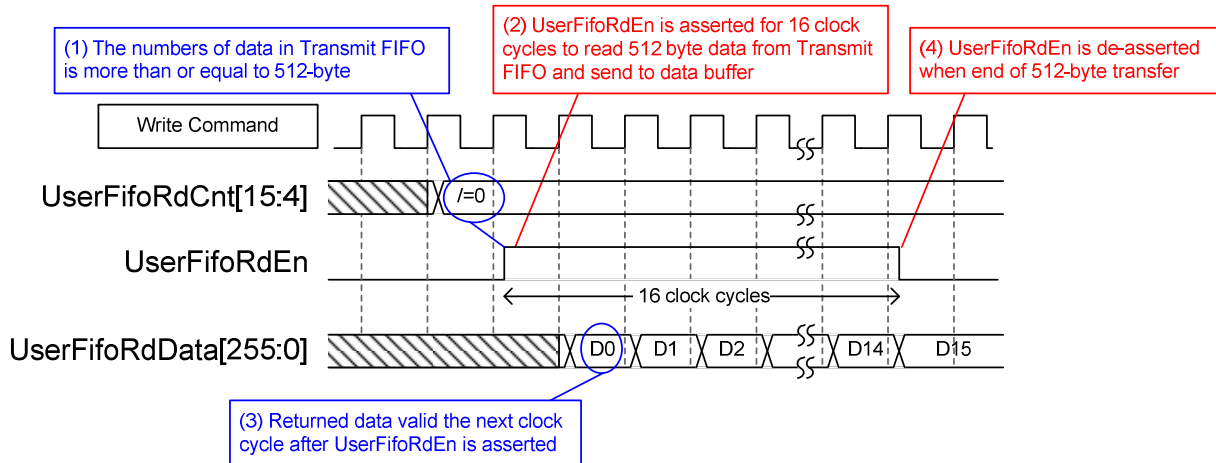 (1) The numbers of data in Transmit FIFO
is more than or equal to 512-byte
(2) UserFifoRdEn is asserted for 16 clock
cycles to read 512 byte data from Transmit
FIFO and send to data buffer
(4) UserFifoRdEn is de-asserted
when end of 512-byte transfer
Write Command
UserFifoRdCnt[15:4]
/=0
UserFifoRdEn
16 clock cycles
UserFifoRdData[255:0]
D0 D1 D2 D14 D15
(3) Returned data valid the next clock
cycle after UserFifoRdEn is asserted